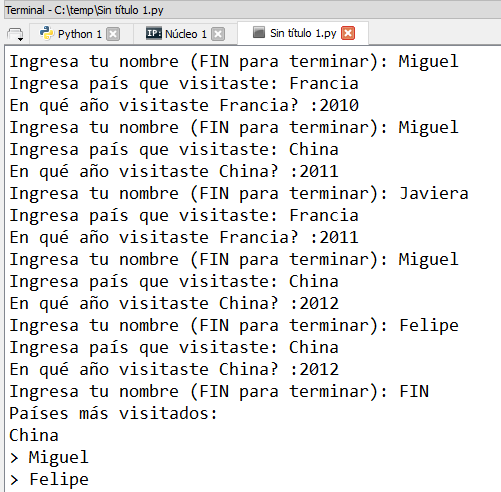 Terminal - C:\temp\Sin título 1.py
Python 1
IP: Núcleo 1
Sin título 1.py
Ingresa tu nombre (FIN para terminar): Miguel
Ingresa país que visitaste: Francia
En qué año visitaste Francia? :2010
Ingresa tu nombre (FIN para terminar): Miguel
Ingresa país que visitaste: China
En qué año visitaste China? :2011
Ingresa tu nombre (FIN para terminar): Javiera
Ingresa país que visitaste: Francia
En qué año visitaste Francia? :2011
Ingresa tu nombre (FIN para terminar): Miguel
Ingresa país que visitaste: China
En qué año visitaste China? :2012
Ingresa tu nombre (FIN para terminar): Felipe
Ingresa país que visitaste: China
En qué año visitaste China? :2012
Ingresa tu nombre (FIN para terminar): FIN
Países más visitados:
China
> Miguel
> Felipe